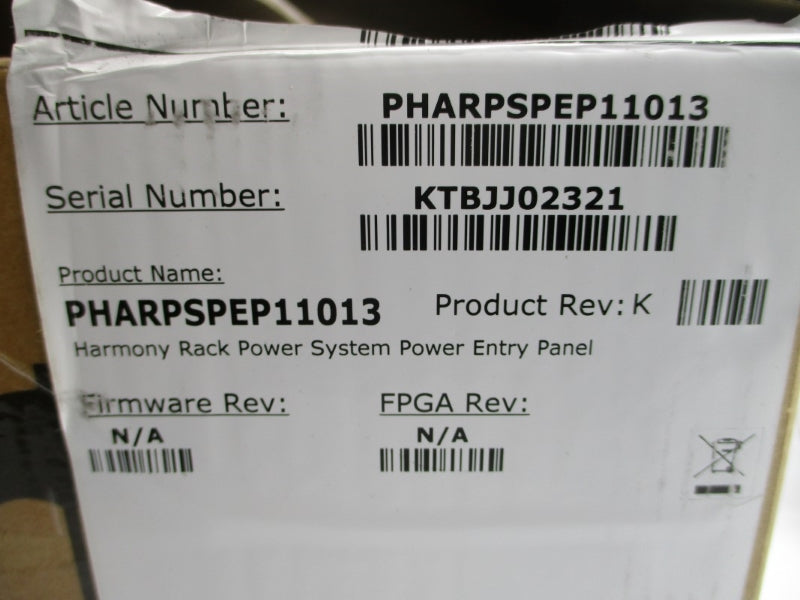 Article Number: PHARPSPEP11013
Serial Number: KTBJJ02321
Product Name:
PHARPSPEP11013 Product Rev: K
Harmony Rack Power System Power Entry Panel
Firmware Rev: FPGA Rev:
N/A N/A